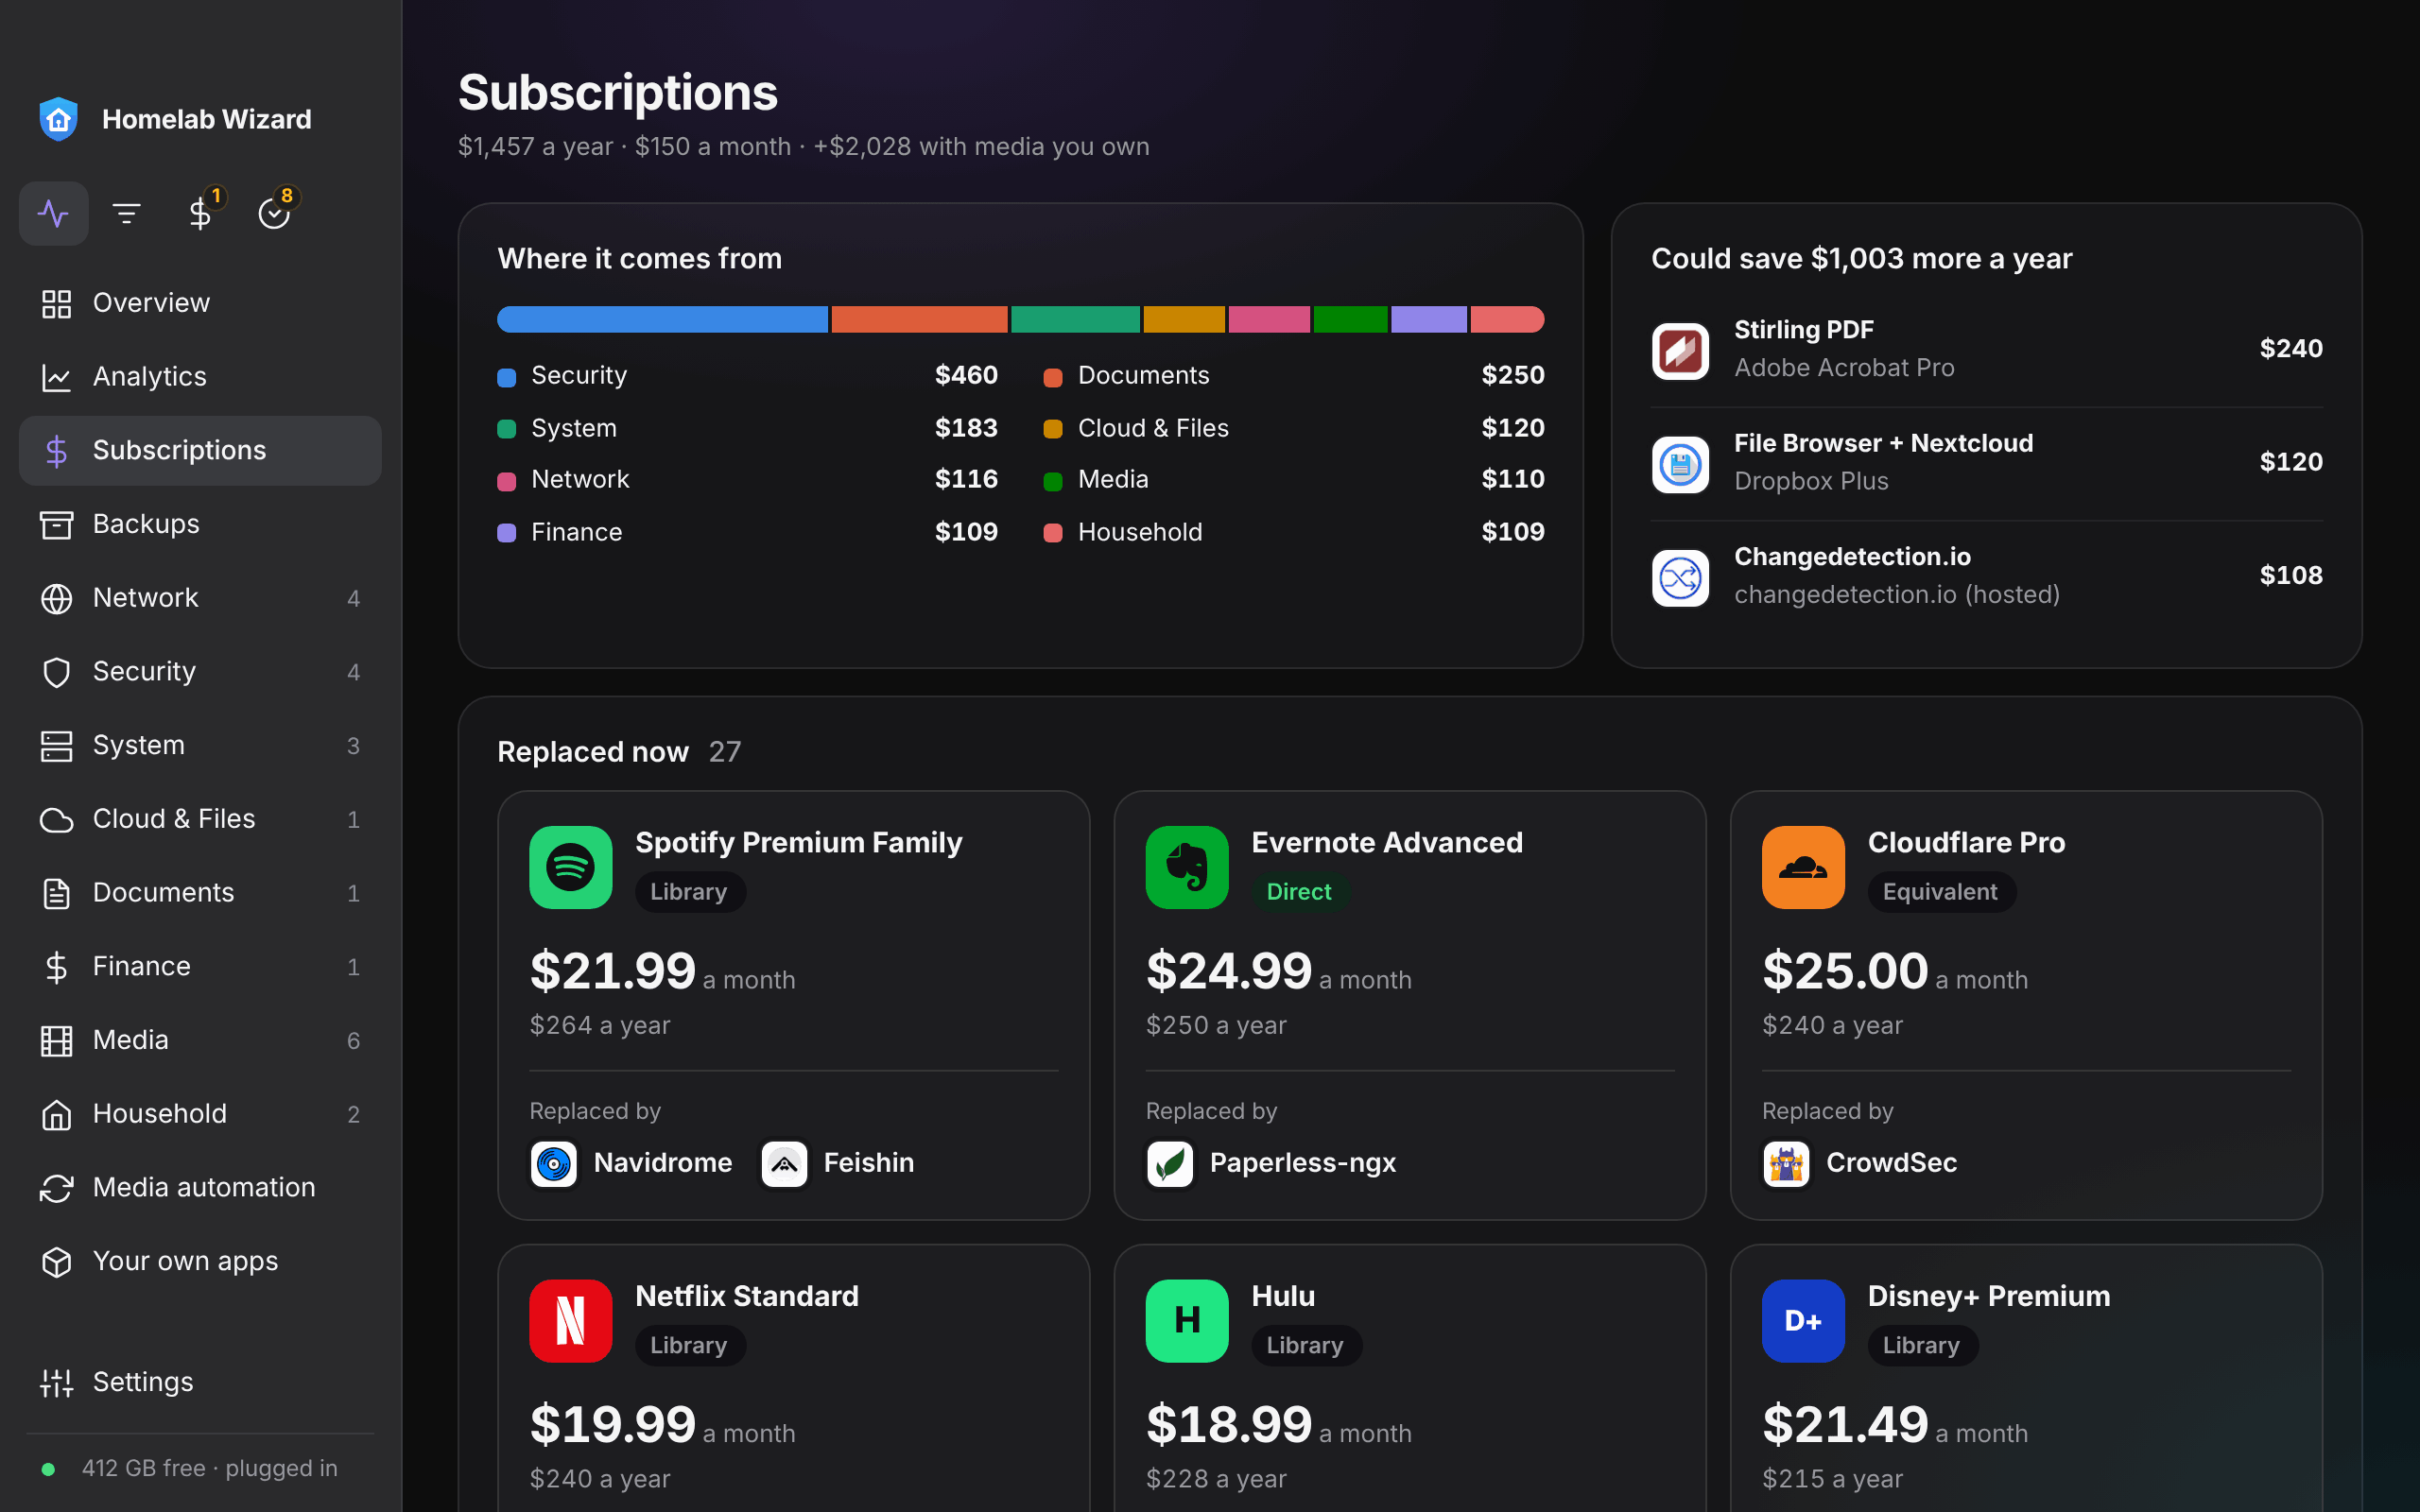 Homelab Wizard
1
8
Overview
Analytics
Subscriptions
Backups
Network 4
Security 4
System 3
Cloud & Files 1
Documents 1
Finance 1
Media 6
Household 2
Media automation
Your own apps
Settings
412 GB free · plugged in
Subscriptions
$1,457 a year · $150 a month · +$2,028 with media you own
Where it comes from
Security $460 Documents $250
System $183 Cloud & Files $120
Network $116 Media $110
Finance $109 Household $109
Could save $1,003 more a year
Stirling PDF
Adobe Acrobat Pro
$240
File Browser + Nextcloud
Dropbox Plus
$120
Changedetection.io
changedetection.io (hosted)
$108
Replaced now 27
Spotify Premium Family
Library
$21.99 a month
$264 a year
Replaced by
Navidrome Feishin
Evernote Advanced
Direct
$24.99 a month
$250 a year
Replaced by
Paperless-ngx
Cloudflare Pro
Equivalent
$25.00 a month
$240 a year
Replaced by
CrowdSec
N
Netflix Standard
Library
$19.99 a month
$240 a year
H
Hulu
Library
$18.99 a month
$228 a year
D+
Disney+ Premium
Library
$21.49 a month
$215 a year